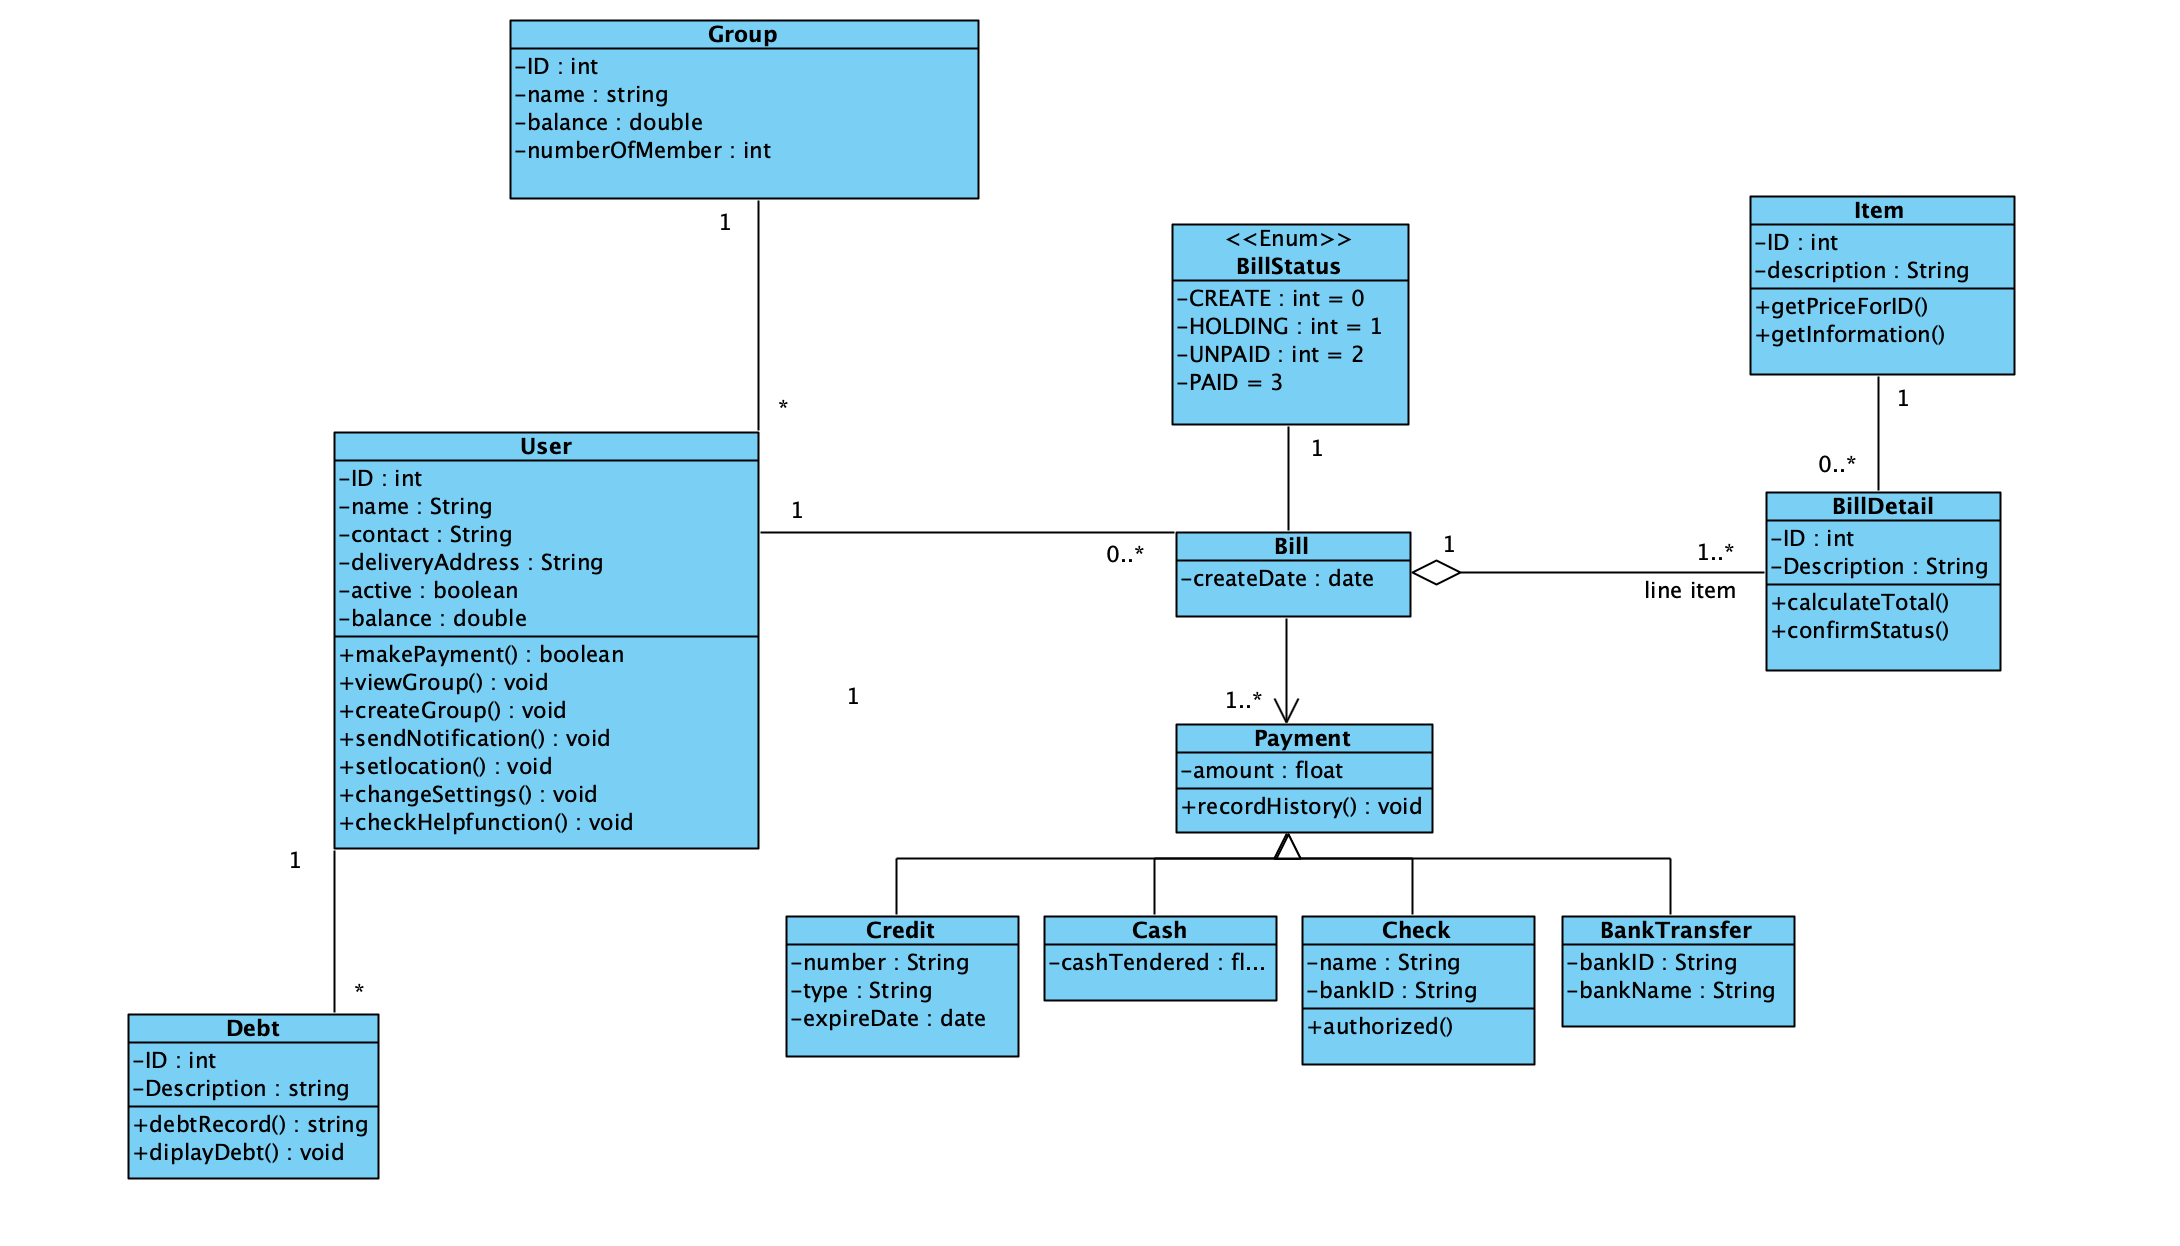 Group
-ID : int
-name : string
-balance : double
-numberOfMember : int
1
*
User
-ID : int
-name : String
-contact : String
-deliveryAddress : String
-active : boolean
-balance : double
+makePayment() : boolean
+viewGroup() : void
+createGroup() : void
+sendNotification() : void
+setlocation() : void
+changeSettings() : void
+checkHelpfunction() : void
1
*
Debt
-ID : int
-Description : string
+debtRecord() : string
+diplayDebt() : void
1
0..*
1
<<Enum>>
BillStatus
-CREATE : int = 0
-HOLDING : int = 1
-UNPAID : int = 2
-PAID = 3
1
Bill
-createDate : date
1
1..*
line item
Item
-ID : int
-description : String
+getPriceForID()
+getInformation()
1
0..*
BillDetail
-ID : int
-Description : String
+calculateTotal()
+confirmStatus()
1..*
Payment
-amount : float
+recordHistory() : void
Credit
-number : String
-type : String
-expireDate : date
Cash
-cashTendered : fl...
Check
-name : String
-bankID : String
+authorized()
BankTransfer
-bankID : String
-bankName : String